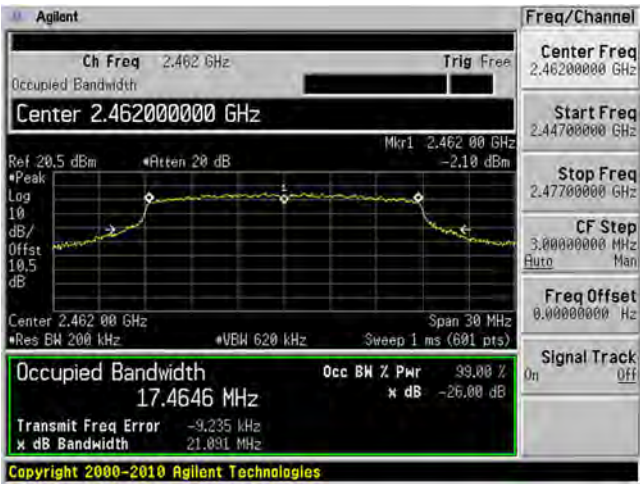 Agilent
Freq/Channel
Ch Freq 2.462 GHz Trig Free
Occupied Bandwidth
Center 2.462000000 GHz
Mkr1 2.462 00 GHz
Ref 20.5 dBm #Atten 20 dB -2.10 dBm
#Peak
Log
10
dB/
Offst
10.5
dB
1
Center 2.462 00 GHz Span 30 MHz
#Res BW 200 kHz #VBW 620 kHz Sweep 1 ms (601 pts)
Occupied Bandwidth Occ BW % Pwr 99.00 %
17.4646 MHz x dB -26.00 dB
Transmit Freq Error -9.235 kHz
x dB Bandwidth 21.091 MHz
Copyright 2000-2010 Agilent Technologies
Center Freq
2.46200000 GHz
Start Freq
2.44700000 GHz
Stop Freq
2.47700000 GHz
CF Step
3.00000000 MHz
Auto Man
Freq Offset
0.00000000 Hz
Signal Track
On Off